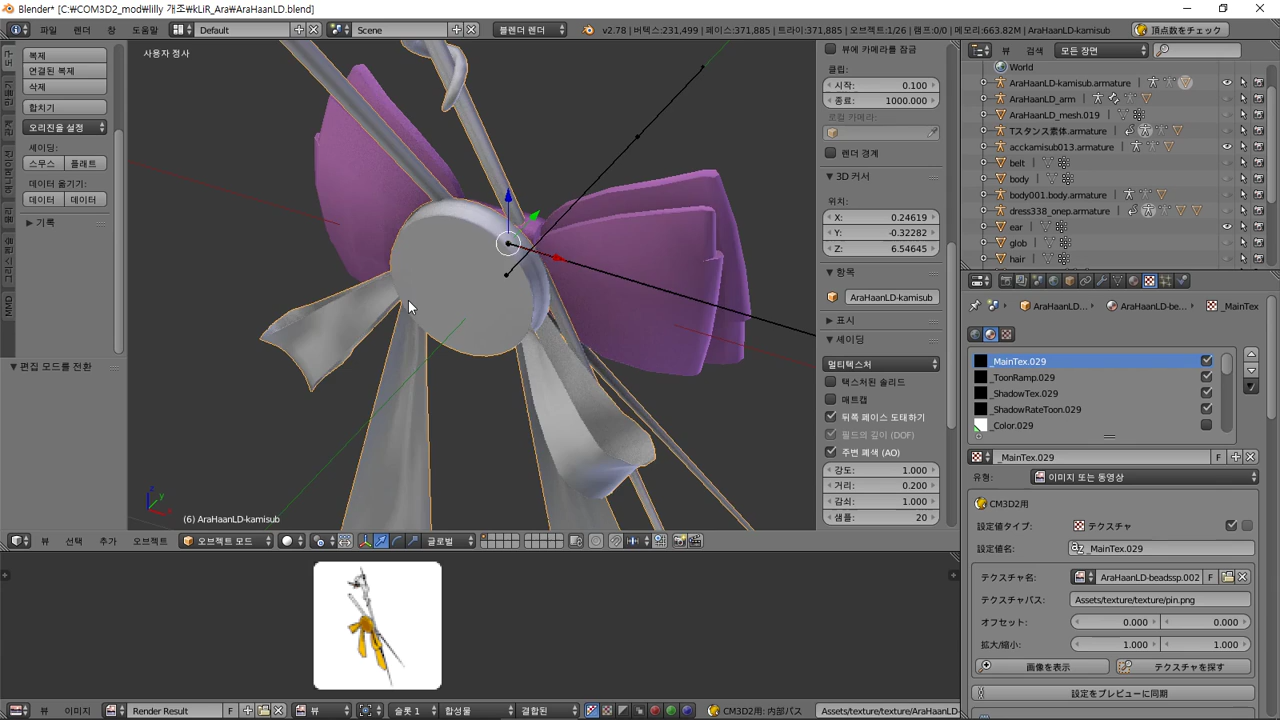 Blender* [C:₩COM3D2_mod₩lilly 개조₩kLiR_Ara₩AraHaanLD.blend]
파일 렌더 창 도움말 Default Scene 블렌더 렌더 v2.78 | 버텍스:231,499 | 페이스:371,885 | 트라이:371,885 | 오브젝트:1/26 | 램프:0/0 | 메모리:663.82M | AraHaanLD-kamisub 頂点数をチェック
복제
연결된 복제
삭제
합치기
오리진을 설정
셰이딩:
스무스 플래트
데이터 옮기기:
데이터 데이터
▶ 기록
▼ 편집 모드를 전환
MMD
사용자 정사
(6) AraHaanLD-kamisub
뷰에 카메라를 잠금
클립:
시작: 0.100
종료: 1000.000
로컬 카메라:
렌더 경계
▼ 3D 커서
위치:
X: 0.24619
Y: -0.32282
Z: 6.54645
▼ 항목
AraHaanLD-kamisub
▶ 표시
▼ 셰이딩
멀티텍스처
택스처된 솔리드
매트캡
뒤쪽 페이스 도태하기
필드의 깊이 (DOF)
주변 폐색 (AO)
강도: 1.000
거리: 0.200
감쇠: 1.000
샘플: 20
뷰 검색 모든 장면
World
AraHaanLD-kamisub.armature
AraHaanLD_arm
AraHaanLD_mesh.019
Tスタンス素体.armature
acckamisub013.armature
belt
body
body001.body.armature
dress338_onep.armature
ear
glob
hair
AraHaanLD... AraHaanLD-be... _MainTex
_MainTex.029
_ToonRamp.029
_ShadowTex.029
_ShadowRateToon.029
_Color.029
_MainTex.029 F
유형: 이미지 또는 동영상
CM3D2用
設定値タイプ: テクスチャ
設定値名: _MainTex.029
テクスチャ名: AraHaanLD-beadssp.002 F
テクスチャパス: Assets/texture/texture/pin.png
オフセット: 0.000 0.000
拡大/縮小: 1.000 1.000
画像を表示 テクスチャを探す
設定をプレビューに同期
뷰 선택 추가 오브젝트 오브젝트 모드 글로벌
뷰 이미지 Render Result F 뷰 슬롯 1 합성물 결합된 CM3D2用: 内部パス Assets/texture/texture/AraHaanLD-